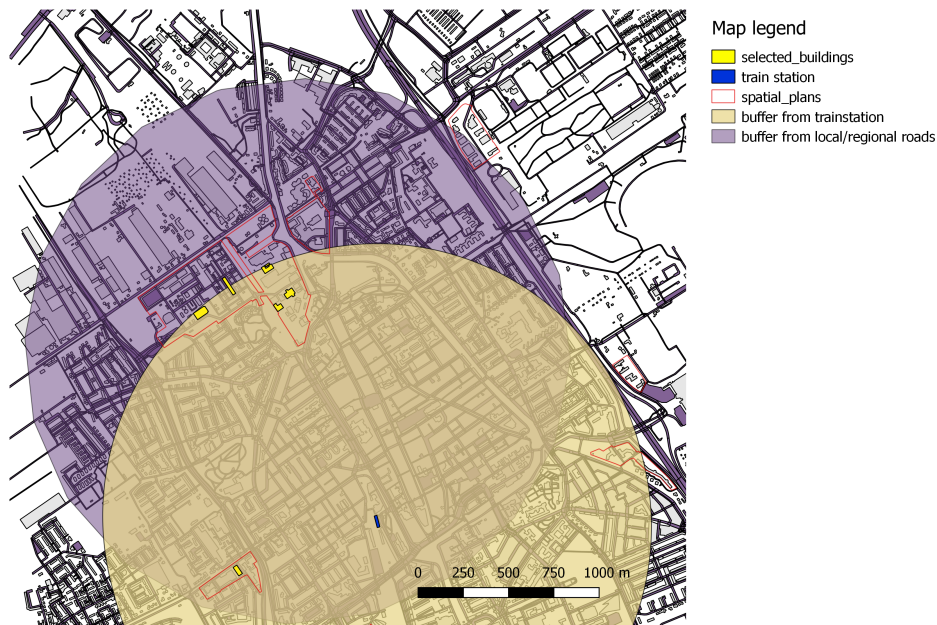 Map legend
selected_buildings
train station
spatial_plans
buffer from trainstation
buffer from local/regional roads
0 250 500 750 1000 m